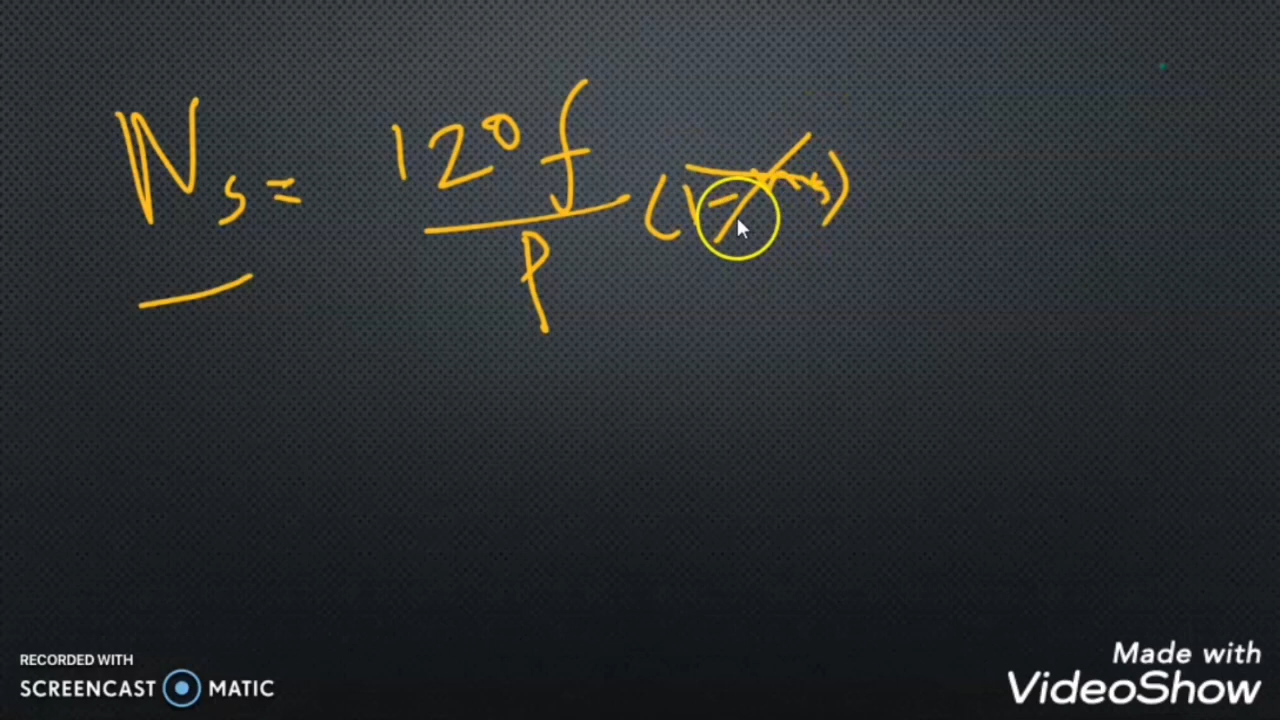 Ns = 120f
P
RECORDED WITH
SCREENCAST MATIC
Made with
VideoShow